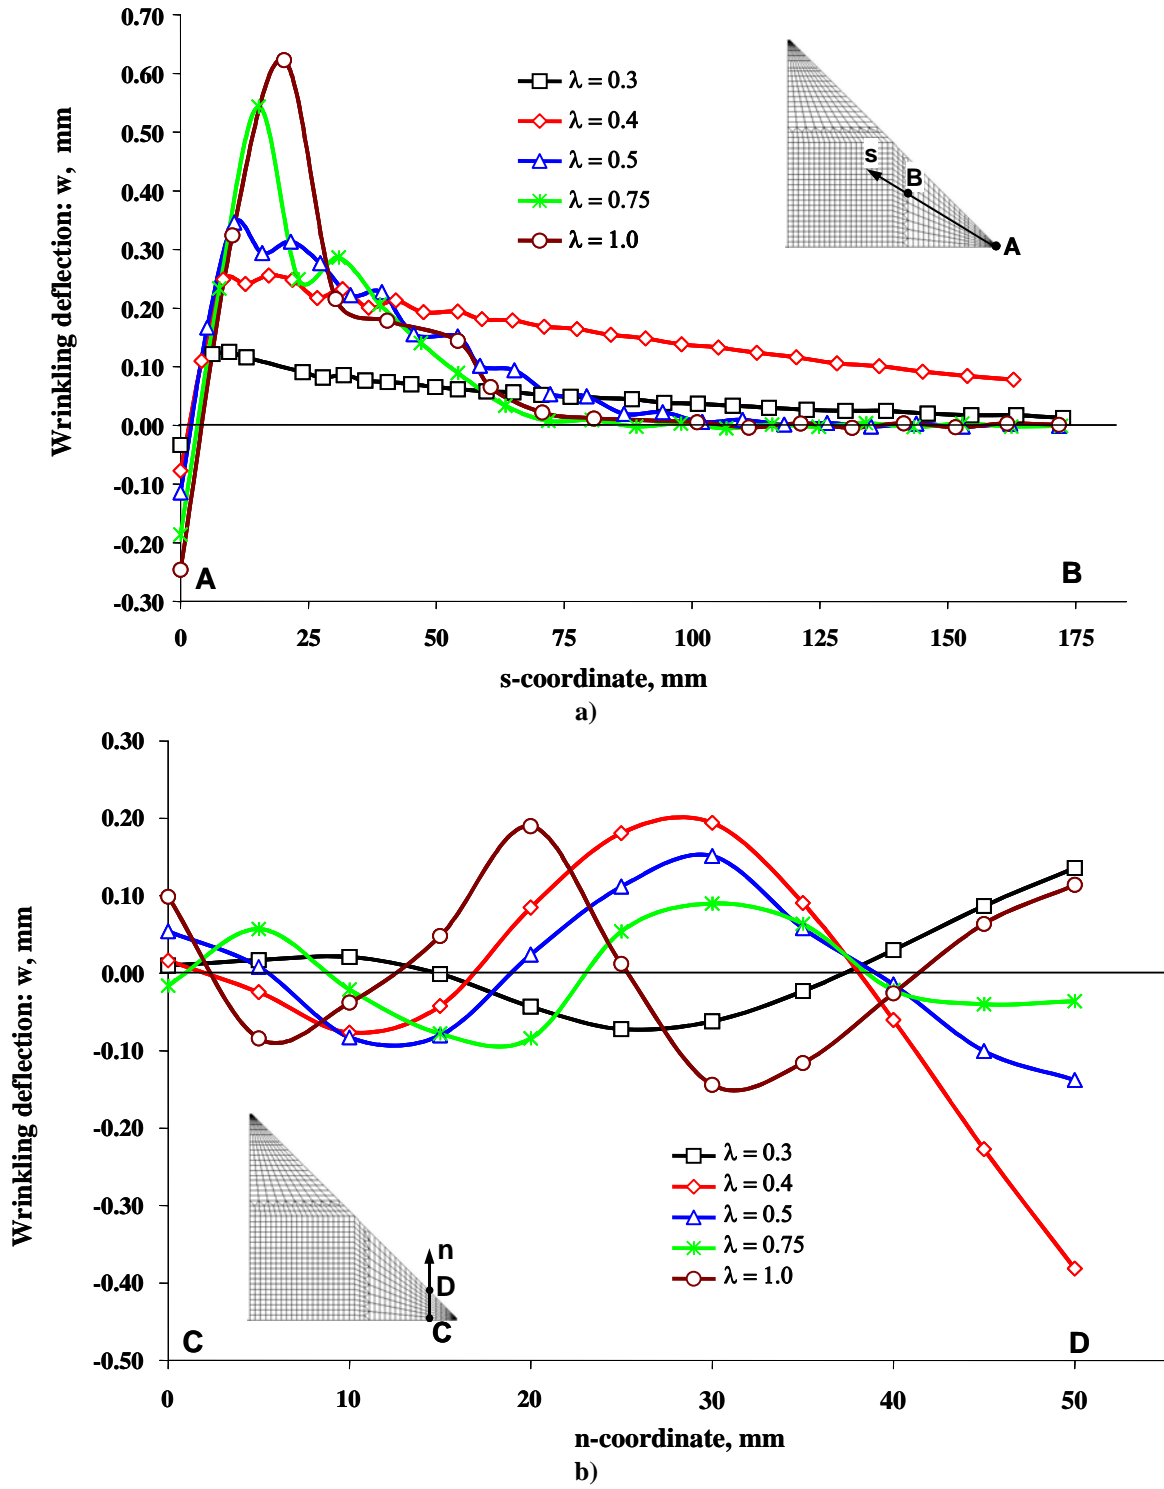 0.70
0.60
0.50
0.40
0.30
0.20
0.10
0.00
-0.10
-0.20
-0.30
Wrinkling deflection: w, mm
λ = 0.3
λ = 0.4
λ = 0.5
λ = 0.75
λ = 1.0
s
B
A
A
B
0 25 50 75 100 125 150 175
s-coordinate, mm
a)
0.30
0.20
0.10
0.00
-0.10
-0.20
-0.30
-0.40
-0.50
Wrinkling deflection: w, mm
λ = 0.3
λ = 0.4
λ = 0.5
λ = 0.75
λ = 1.0
n
D
C
C
D
0 10 20 30 40 50
n-coordinate, mm
b)